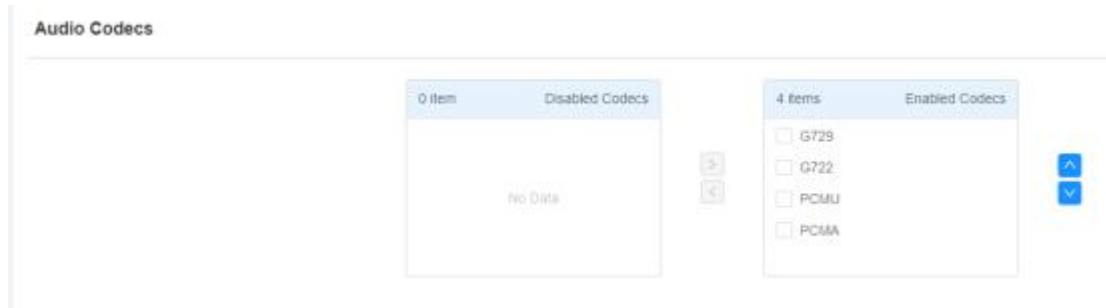 Audio Codecs
0 item Disabled Codecs
4 items Enabled Codecs
No Data
G729
G722
PCMU
PCMA